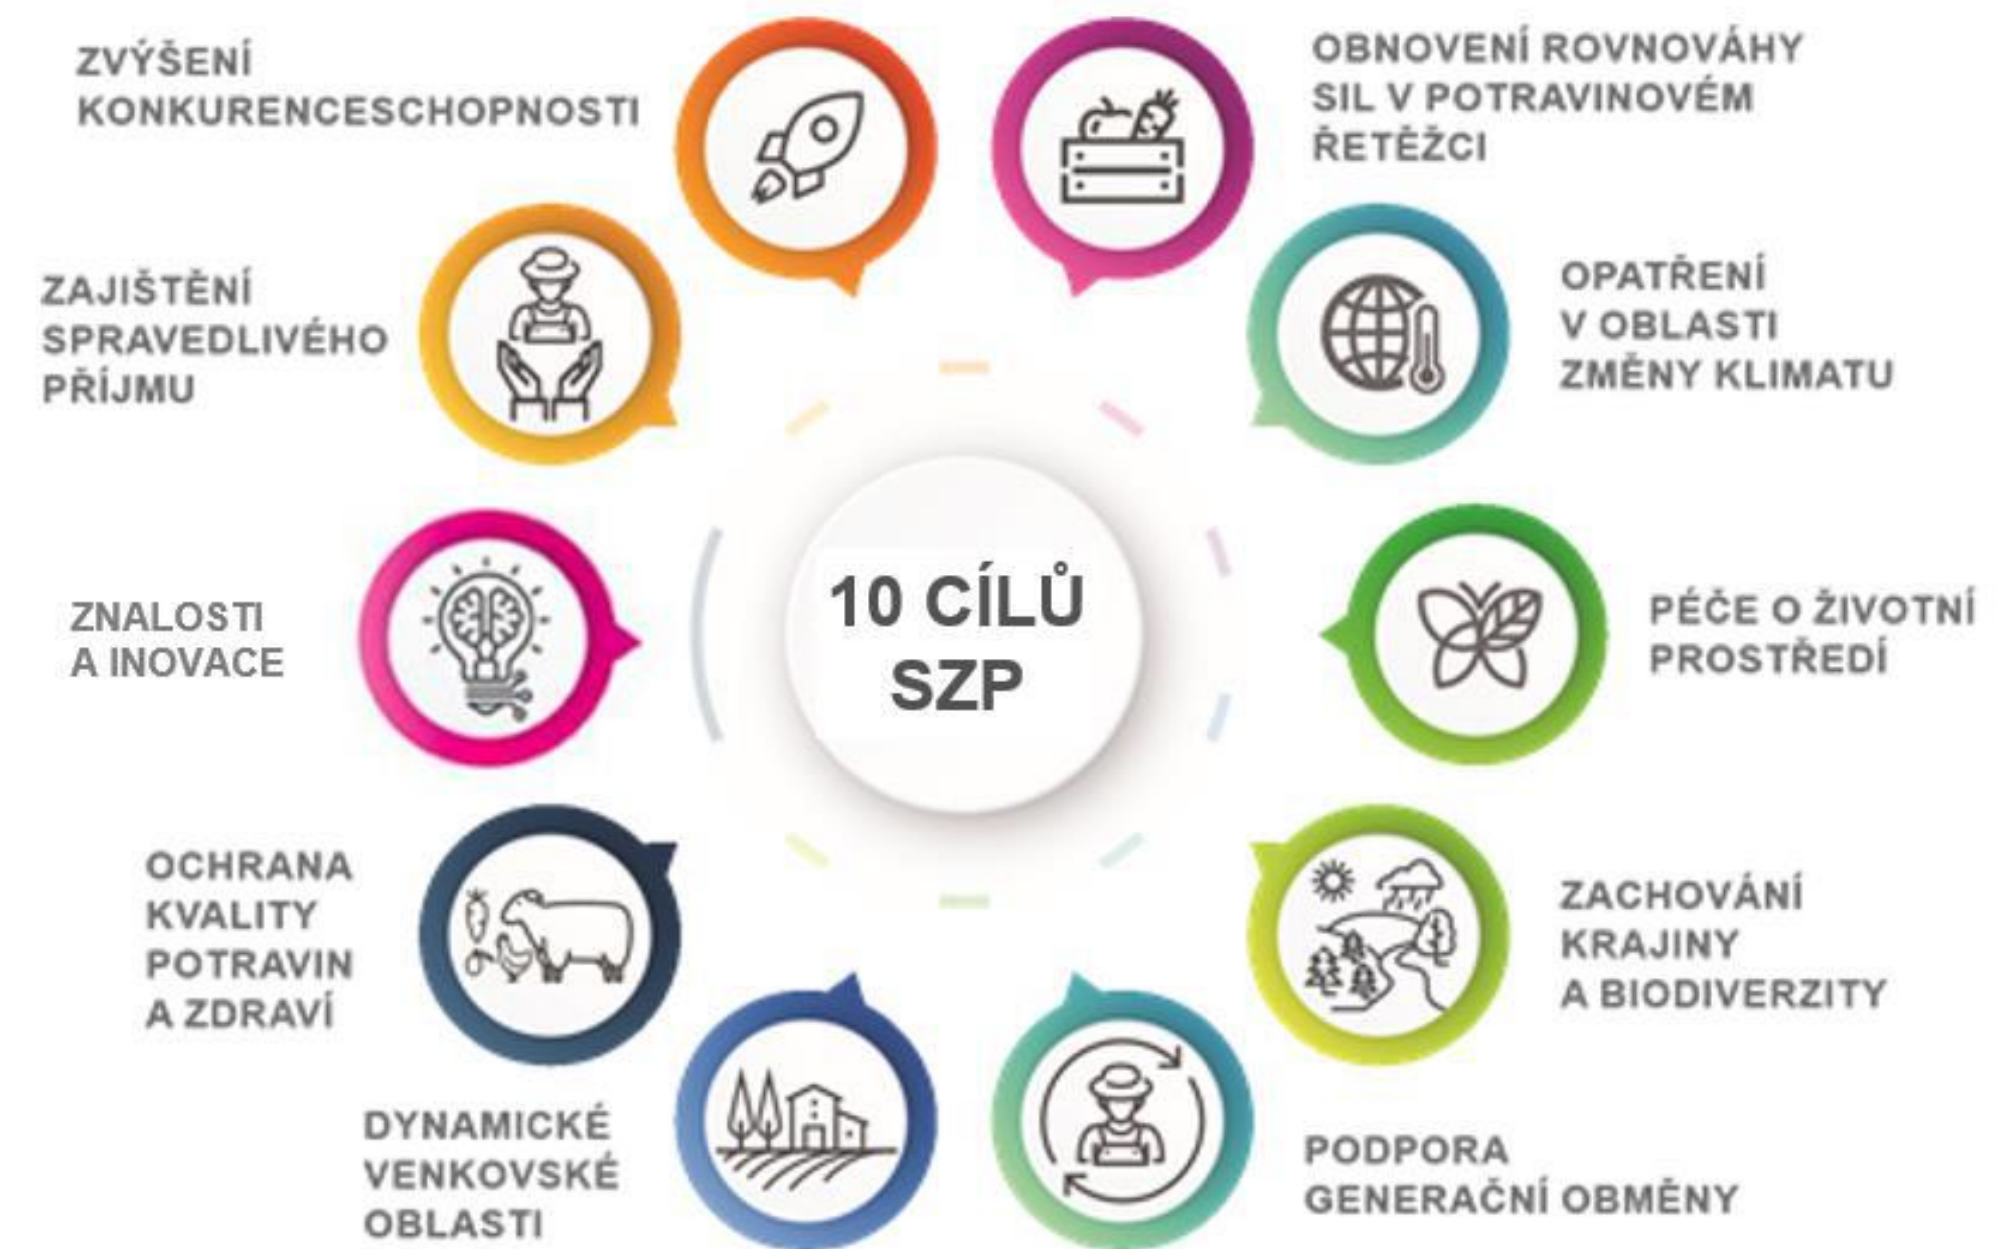 ZVÝŠENÍ
KONKURENCESCHOPNOSTI
OBNOVENÍ ROVNOVÁHY
SIL V POTRAVINOVÉM
ŘETĚŽCI
ZAJIŠTĚNÍ
SPRAVEDLIVÉHO
PŘÍJMU
OPATŘENÍ
V OBLASTI
ZMĚNY KLIMATU
ZNALOSTI
A INOVACE
10 CÍLŮ
SZP
PÉČE O ŽIVOTNÍ
PROSTŘEDÍ
OCHRANA
KVALITY
POTRAVIN
A ZDRAVÍ
ZACHOVÁNÍ
KRAJINY
A BIODIVERZITY
DYNAMICKÉ
VENKOVSKÉ
OBLASTI
PODPORA
GENERAČNÍ OBMĚNY